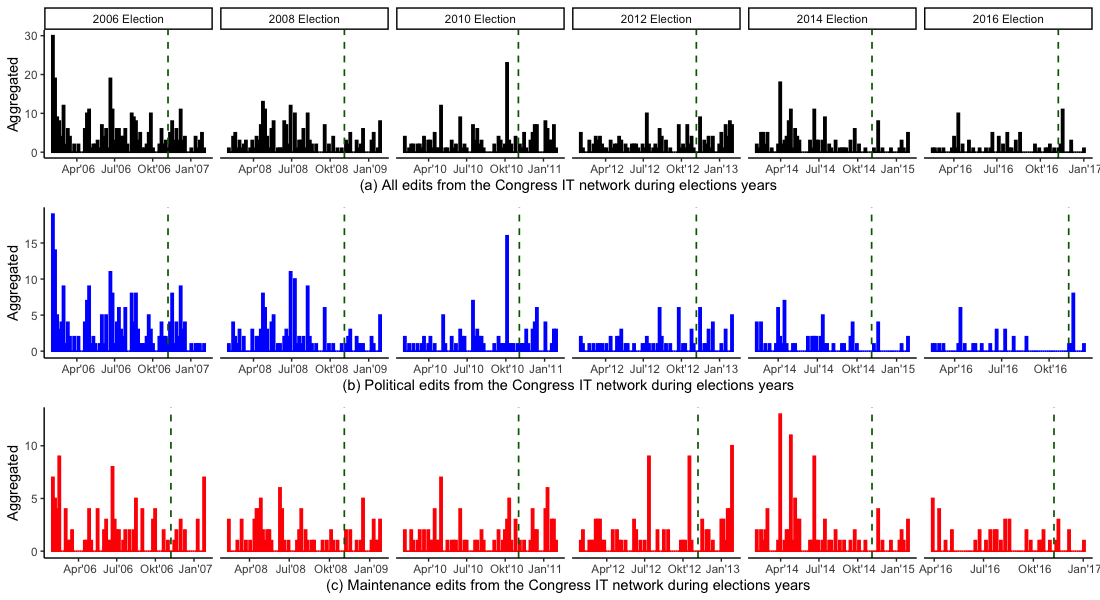 2006 Election 2008 Election 2010 Election 2012 Election 2014 Election 2016 Election
Aggregated
30
20
10
0
Apr'06 Jul'06 Okt'06 Jan'07 Apr'08 Jul'08 Okt'08 Jan'09 Apr'10 Jul'10 Okt'10 Jan'11 Apr'12 Jul'12 Okt'12 Jan'13 Apr'14 Jul'14 Okt'14 Jan'15 Apr'16 Jul'16 Okt'16 Jan'17
(a) All edits from the Congress IT network during elections years
Aggregated
15
10
5
0
Apr'06 Jul'06 Okt'06 Jan'07 Apr'08 Jul'08 Okt'08 Jan'09 Apr'10 Jul'10 Okt'10 Jan'11 Apr'12 Jul'12 Okt'12 Jan'13 Apr'14 Jul'14 Okt'14 Jan'15 Apr'16 Jul'16 Okt'16
(b) Political edits from the Congress IT network during elections years
Aggregated
10
5
0
Apr'06 Jul'06 Okt'06 Jan'07 Apr'08 Jul'08 Okt'08 Jan'09 Apr'10 Jul'10 Okt'10 Jan'11 Apr'12 Jul'12 Okt'12 Jan'13 Apr'14 Jul'14 Okt'14 Jan'15 Apr'16 Jul'16 Okt'16 Jan'17
(c) Maintenance edits from the Congress IT network during elections years